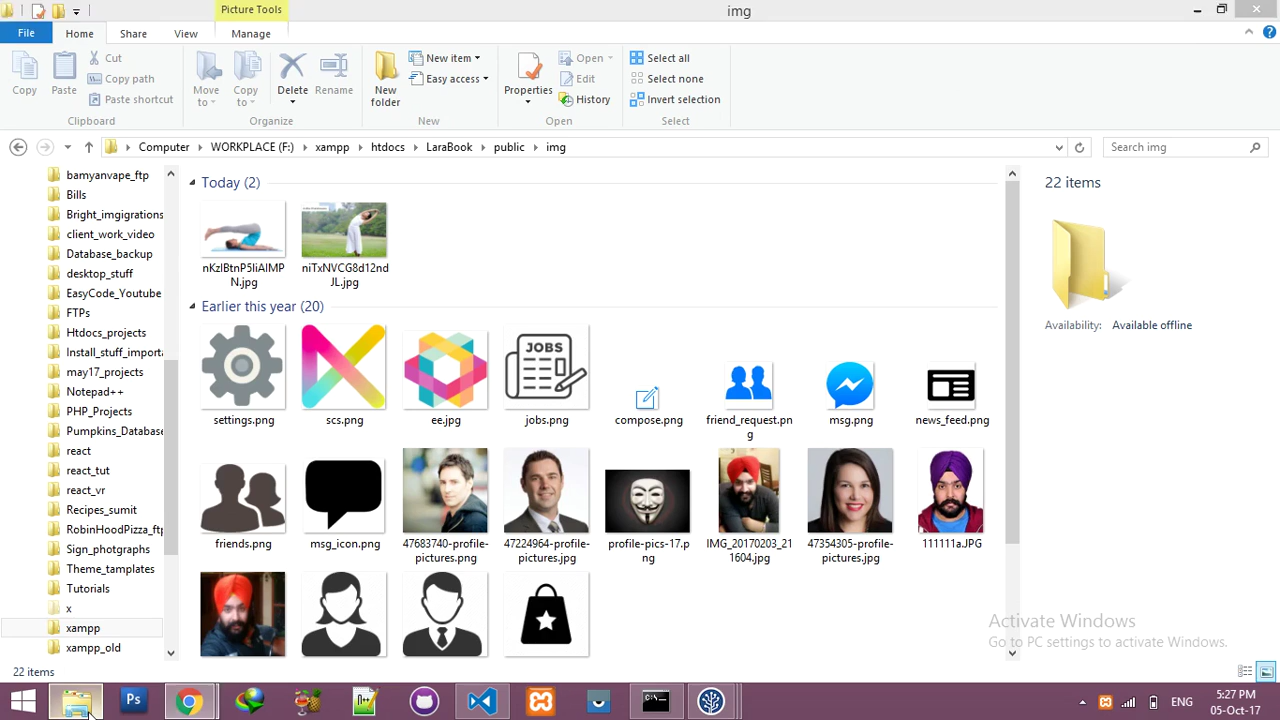 Picture Tools
img
File
Home
Share
View
Manage
Copy
Paste
Cut
Copy path
Paste shortcut
Clipboard
Move to
Copy to
Delete
Rename
Organize
New folder
New item
Easy access
New
Properties
Open
Edit
History
Open
Select all
Select none
Invert selection
Select
Computer
WORKPLACE (F:)
xampp
htdocs
LaraBook
public
img
Search img
bamyanvape_ftp
Bills
Bright_imgigrations
client_work_video
Database_backup
desktop_stuff
EasyCode_Youtube
FTPs
Htdocs_projects
Install_stuff_importa
may17_projects
Notepad++
PHP_Projects
Pumpkins_Database
react
react_tut
react_vr
Recipes_sumit
RobinHoodPizza_ftp
Sign_photgraphs
Theme_tamplates
Tutorials
x
xampp
xampp_old
Today (2)
nKzlBtnP5liAIMP
N.jpg
niTxNVCG8d12nd
JL.jpg
Earlier this year (20)
JOBS
settings.png
scs.png
ee.jpg
jobs.png
compose.png
friend_request.pn
g
msg.png
news_feed.png
friends.png
msg_icon.png
47683740-profile-
pictures.png
47224964-profile-
pictures.jpg
profile-pics-17.p
ng
IMG_20170203_21
1604.jpg
47354305-profile-
pictures.jpg
111111a.JPG
22 items
Availability: Available offline
Activate Windows
Go to PC settings to activate Windows.
22 items
Ps
N++
ENG
5:27 PM
05-Oct-17